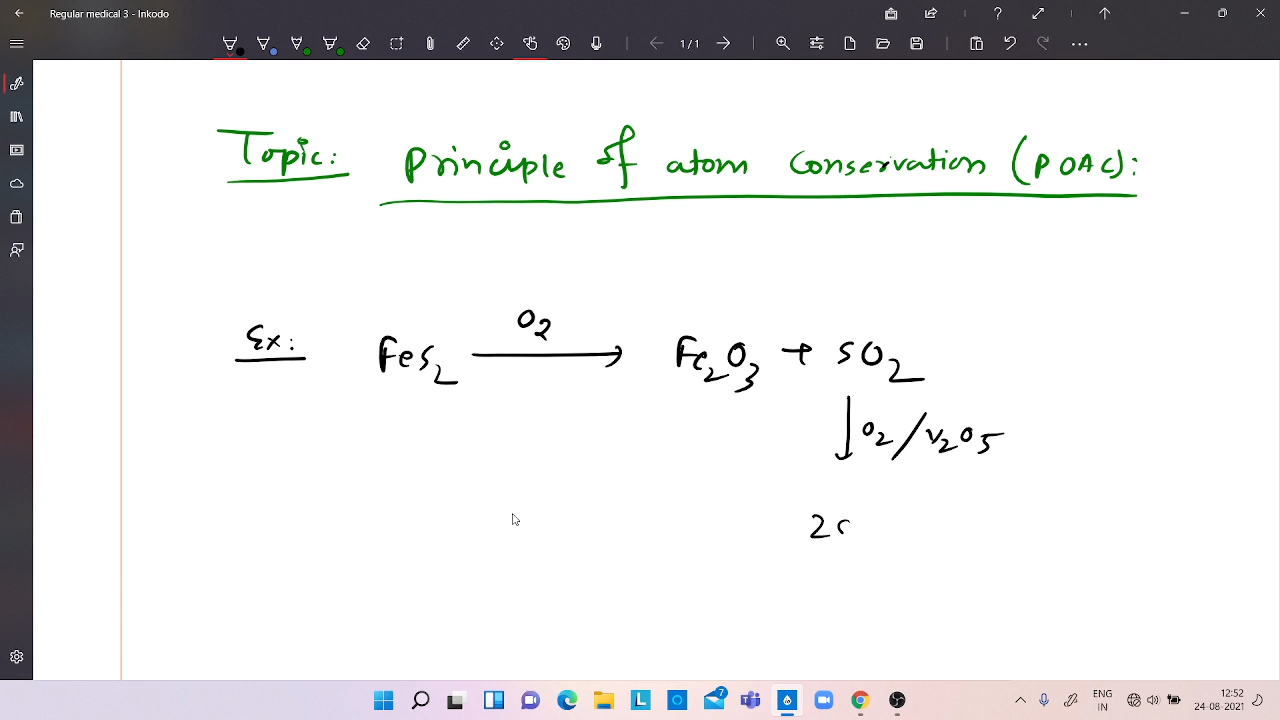 Regular medical 3 - Inkodo
1/1
Topic: Principle of atom Conservation (POAC):
Ex: FeS2 O2 → Fe2O3 + SO2
↓ O2/V2O5
2
7
ENG
IN
12:52
24-08-2021